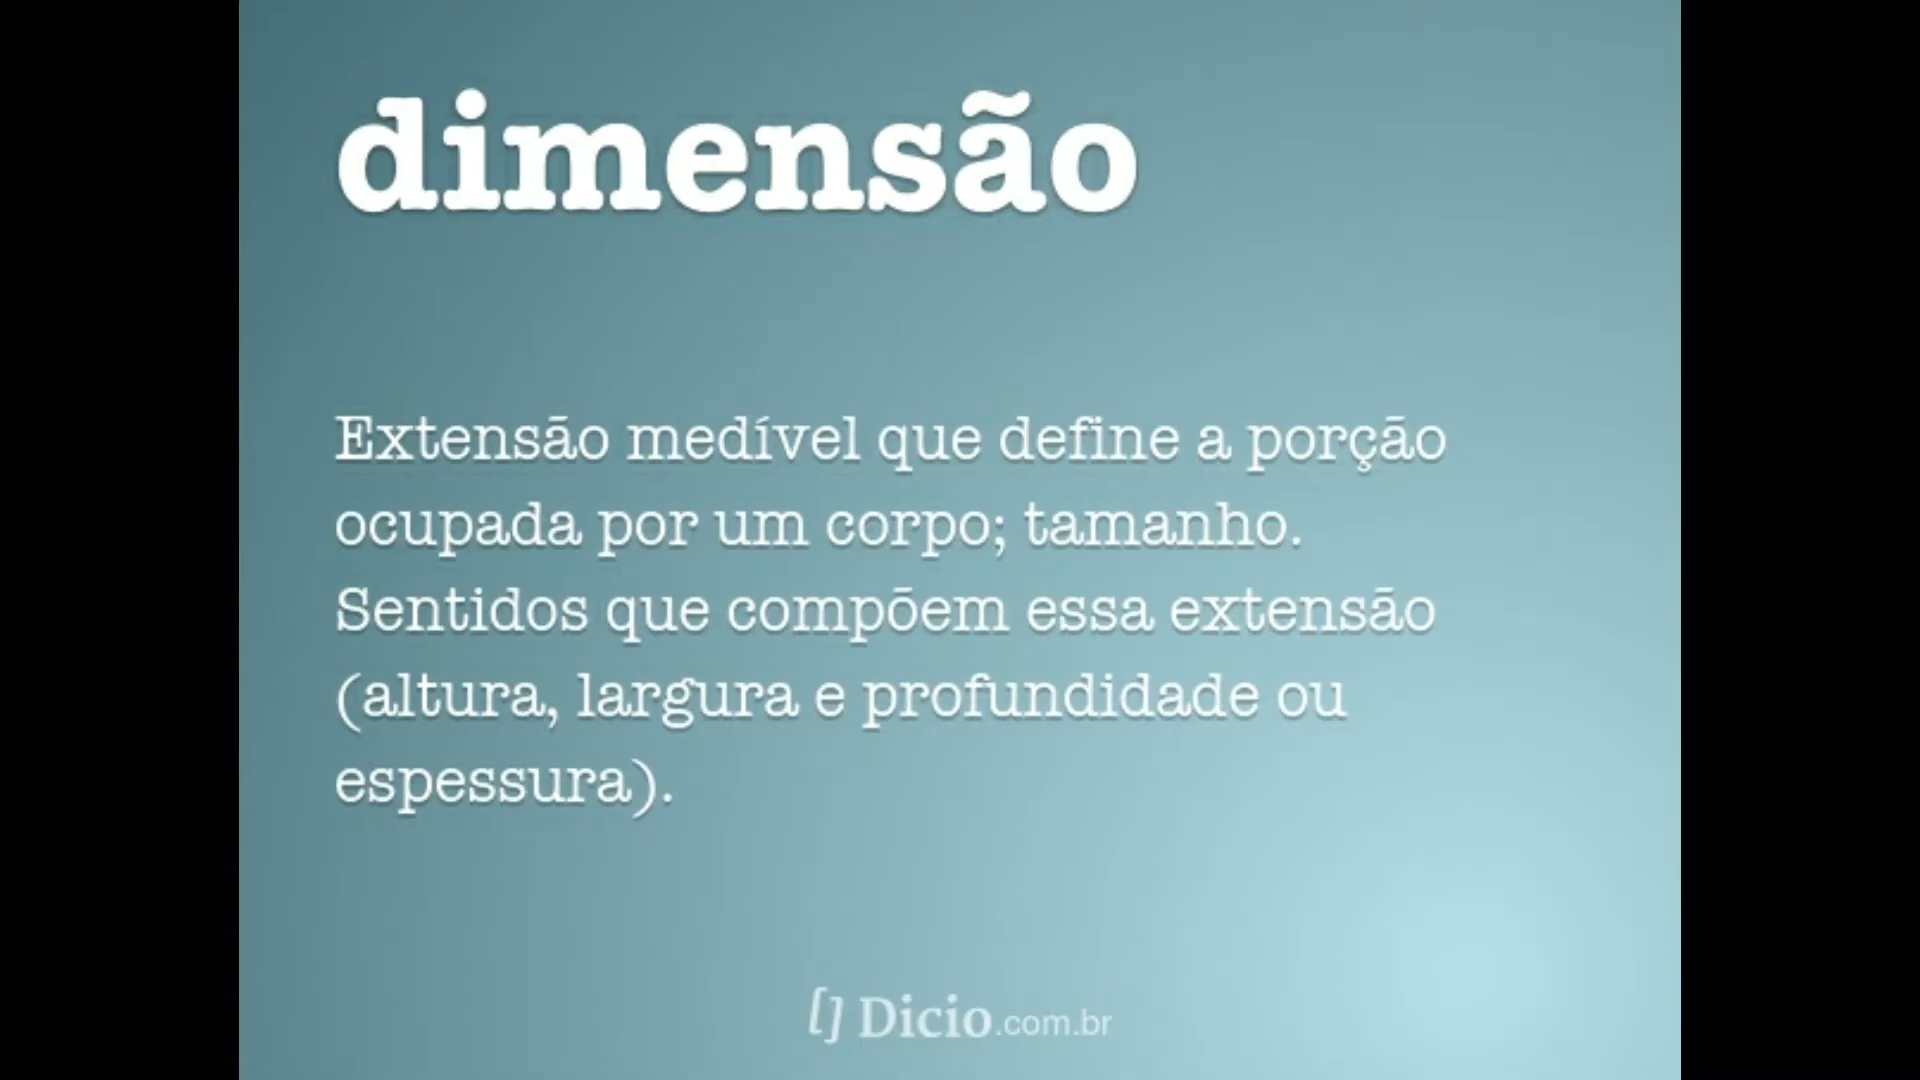 dimensão
Extensão medível que define a porção
ocupada por um corpo; tamanho.
Sentidos que compõem essa extensão
(altura, largura e profundidade ou
espessura).
[] Dicio.com.br